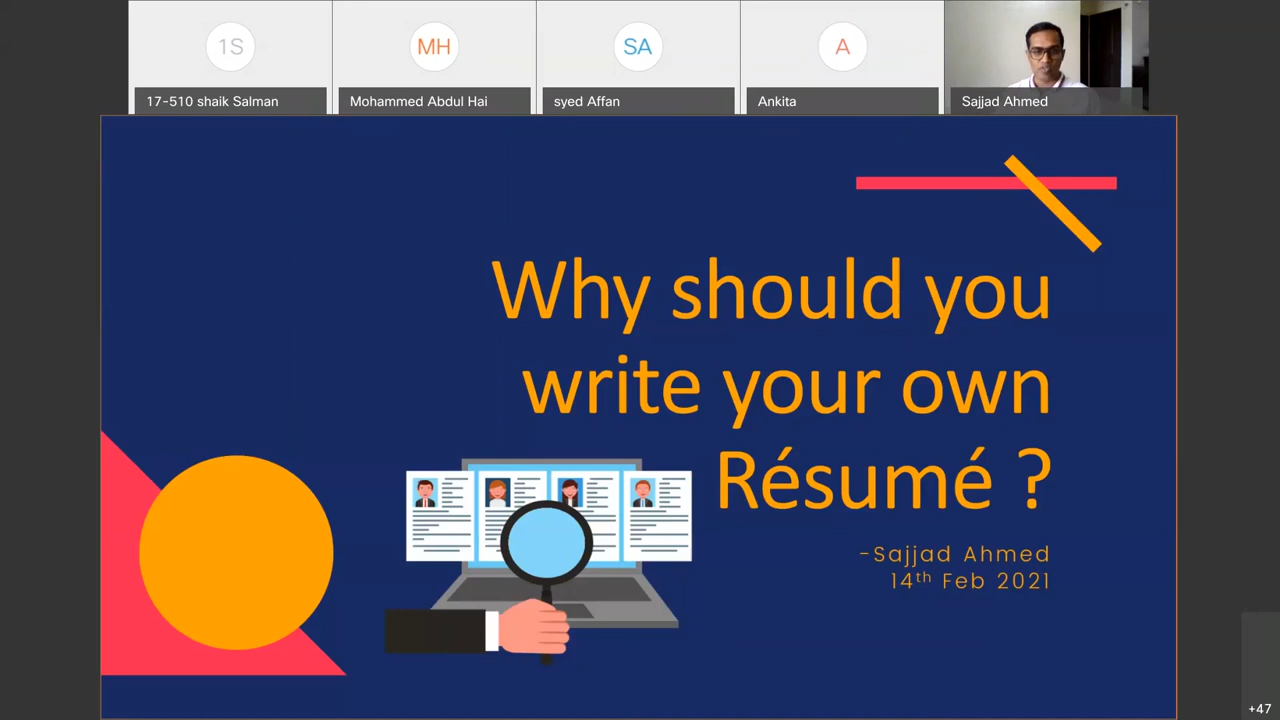 1S
MH
SA
A
17-510 shaik Salman
Mohammed Abdul Hai
syed Affan
Ankita
Sajjad Ahmed
Why should you
write your own
Résumé ?
-Sajjad Ahmed
14th Feb 2021
+47